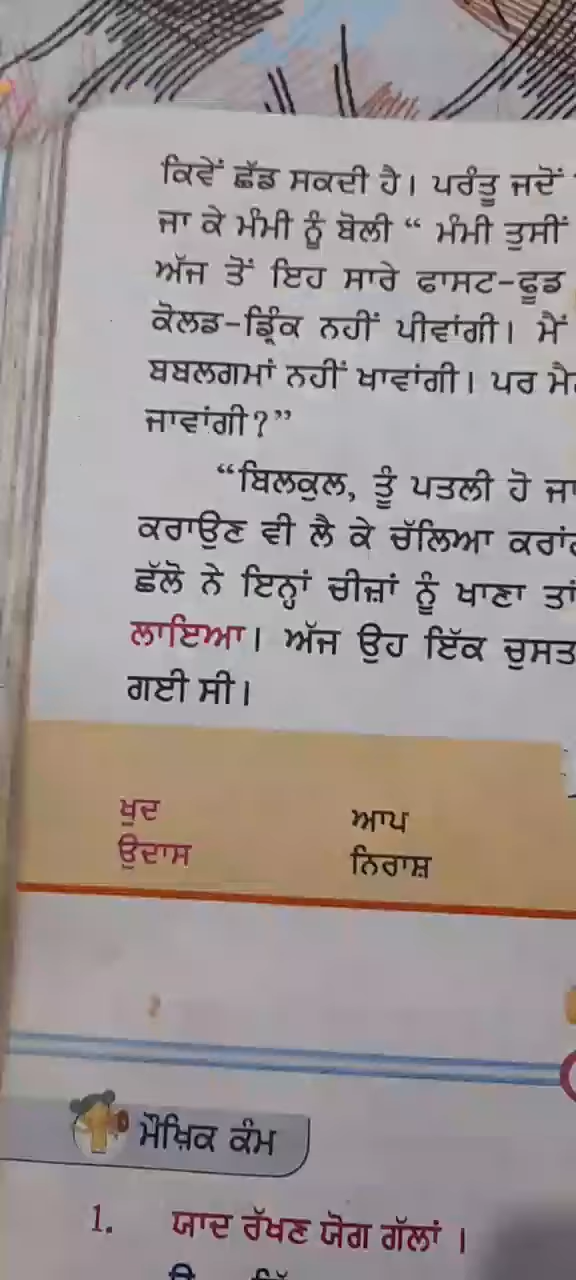 ਕਿਵੇਂ ਛੱਡ ਸਕਦੀ ਹੈ। ਪਰੰਤੂ ਜਦੋਂ
ਜਾ ਕੇ ਮੰਮੀ ਨੂੰ ਬੋਲੀ “ ਮੰਮੀ ਤੁਸੀਂ
ਅੱਜ ਤੋਂ ਇਹ ਸਾਰੇ ਫਾਸਟ-ਫੂਡ
ਕੋਲਡ-ਡ੍ਰਿੰਕ ਨਹੀਂ ਪੀਵਾਂਗੀ। ਮੈਂ
ਬਬਲਗਮਾਂ ਨਹੀਂ ਖਾਵਾਂਗੀ। ਪਰ
ਜਾਵਾਂਗੀ?”
“ਬਿਲਕੁਲ, ਤੂੰ ਪਤਲੀ ਹੋ
ਕਰਾਉਣ ਵੀ ਲੈ ਕੇ ਚੱਲਿਆ
ਛੱਲੋ ਨੇ ਇਨ੍ਹਾਂ ਚੀਜ਼ਾਂ ਨੂੰ ਖਾਣਾ ਤਾਂ
ਲਾਇਆ। ਅੱਜ ਉਹ ਇੱਕ ਚੁਸਤ
ਗਈ ਸੀ।
ਖੁਦ ਆਪ
ਉਦਾਸ ਨਿਰਾਸ਼
ਮੌਖ਼ਿਕ ਕੰਮ
1. ਯਾਦ ਰੱਖਣ ਯੋਗ ਗੱਲਾਂ ।